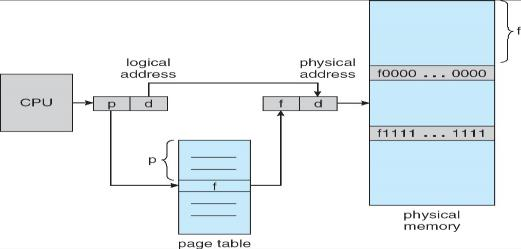 logical
address
physical
address
f
CPU
p d
f d
f0000 ... 0000
f1111 ... 1111
p
f
page table
physical
memory